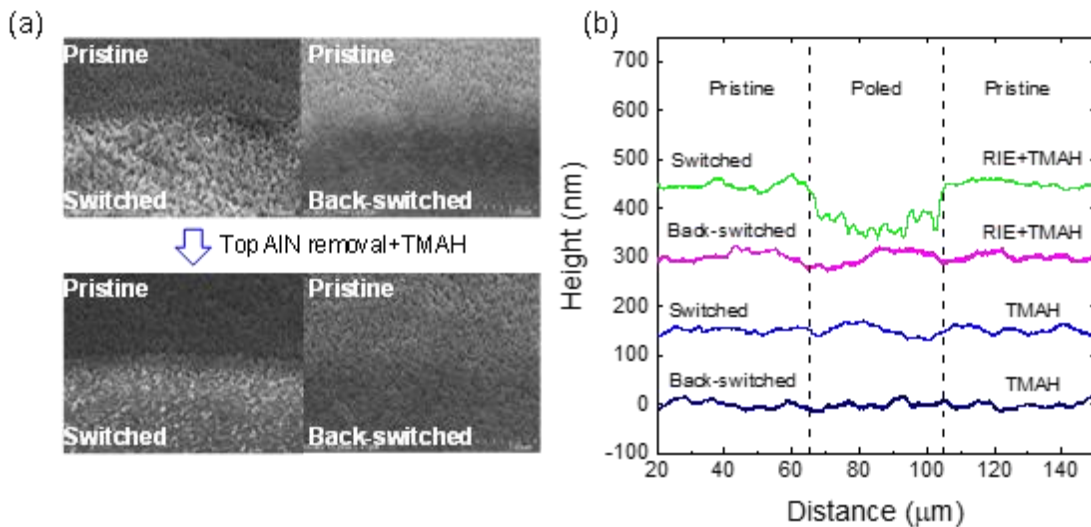 (a)
Pristine
Pristine
Switched
Back-switched
Top AlN removal+TMAH
Pristine
Pristine
Switched
Back-switched
(b)
700
600
500
400
300
200
100
0
-100
Height (nm)
Pristine
Poled
Pristine
Switched
RIE+TMAH
Back-switched
RIE+TMAH
Switched
TMAH
Back-switched
TMAH
20
40
60
80
100
120
140
Distance (μm)